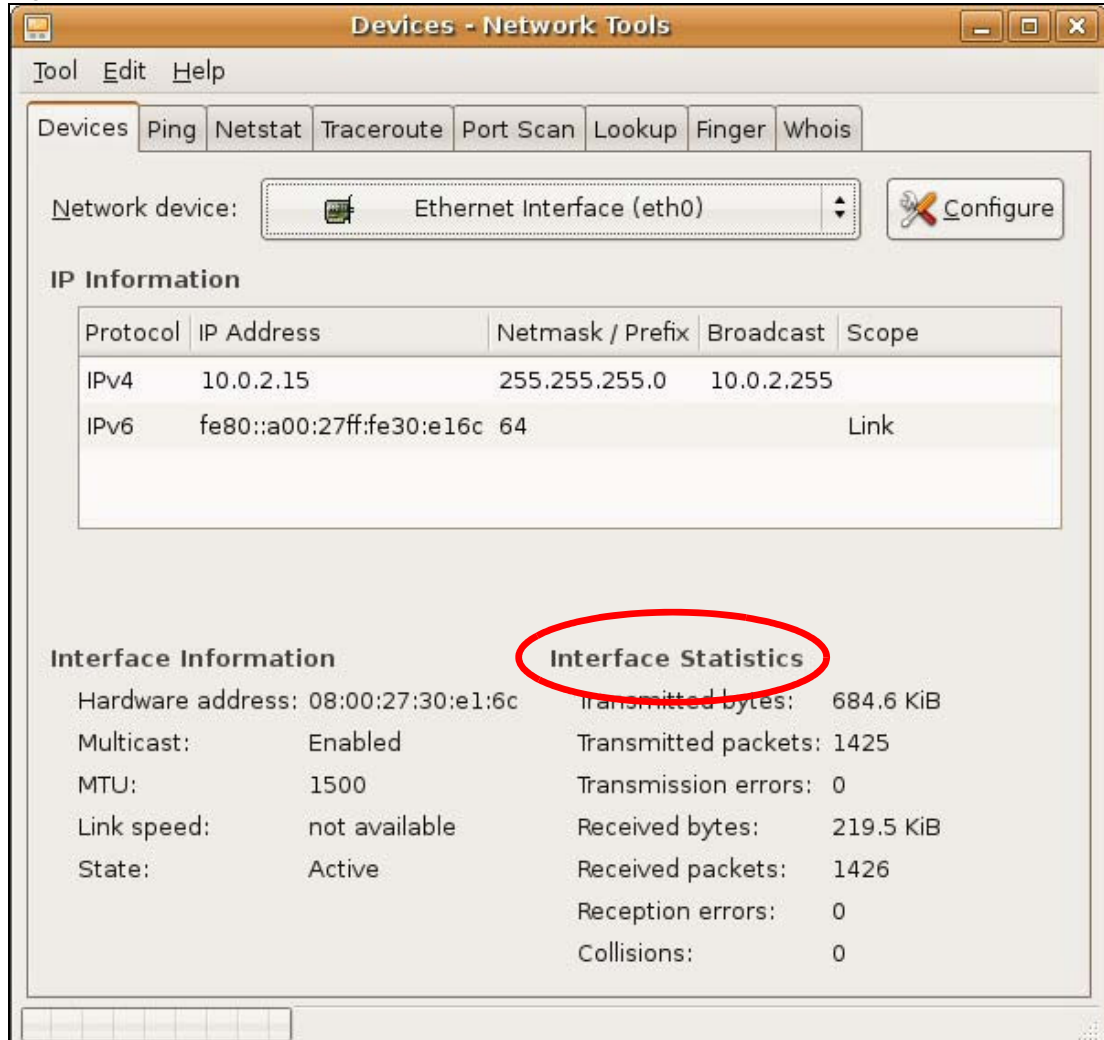 Devices - Network Tools
Tool Edit Help
Devices Ping Netstat Traceroute Port Scan Lookup Finger Whois
Network device: Ethernet Interface (eth0) Configure
IP Information
Protocol IP Address Netmask / Prefix Broadcast Scope
IPv4 10.0.2.15 255.255.255.0 10.0.2.255
IPv6 fe80::a00:27ff:fe30:e16c 64 Link
Interface Information
Hardware address: 08:00:27:30:e1:6c
Multicast: Enabled
MTU: 1500
Link speed: not available
State: Active
Interface Statistics
Transmitted bytes: 684.6 KiB
Transmitted packets: 1425
Transmission errors: 0
Received bytes: 219.5 KiB
Received packets: 1426
Reception errors: 0
Collisions: 0